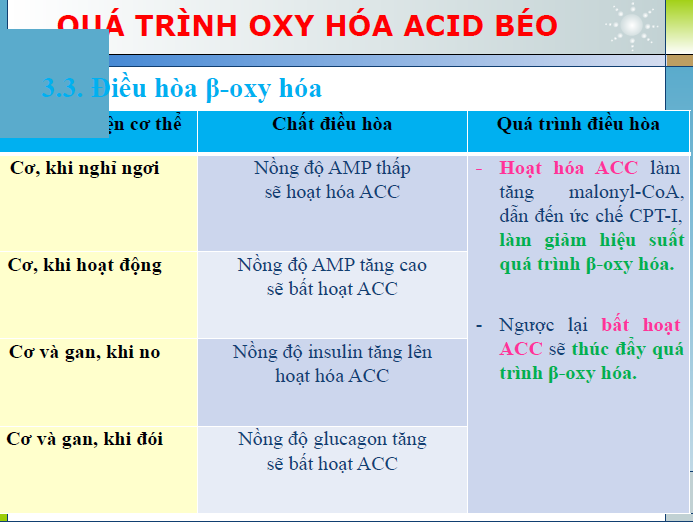 QUÁ TRÌNH OXY HÓA ACID BÉO
3.3. Điều hòa β-oxy hóa
cơ thể
Chất điều hòa
Quá trình điều hòa
Cơ, khi nghỉ ngơi
Nồng độ AMP thấp
sẽ hoạt hóa ACC
- Hoạt hóa ACC làm
tăng malonyl-CoA,
dẫn đến ức chế CPT-I,
làm giảm hiệu suất
quá trình β-oxy hóa.
Cơ, khi hoạt động
Nồng độ AMP tăng cao
sẽ bất hoạt ACC
- Ngược lại bất hoạt
ACC sẽ thúc đẩy quá
trình β-oxy hóa.
Cơ và gan, khi no
Nồng độ insulin tăng lên
hoạt hóa ACC
Cơ và gan, khi đói
Nồng độ glucagon tăng
sẽ bất hoạt ACC